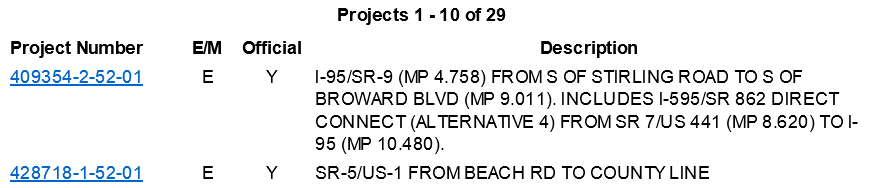 Projects 1 - 10 of 29
Project Number E/M Official Description
409354-2-52-01 E Y I-95/SR-9 (MP 4.758) FROM S OF STIRLING ROAD TO S OF
BROWARD BLVD (MP 9.011). INCLUDES I-595/SR 862 DIRECT
CONNECT (ALTERNATIVE 4) FROM SR 7/US 441 (MP 8.620) TO I-
95 (MP 10.480).
428718-1-52-01 E Y SR-5/US-1 FROM BEACH RD TO COUNTY LINE